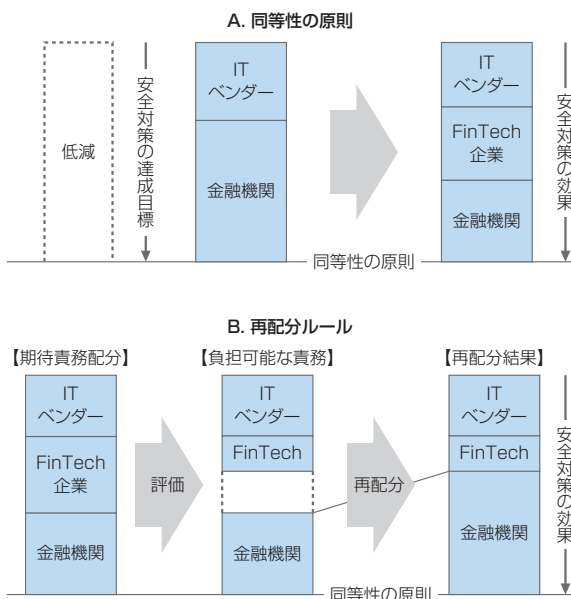 A. 同等性の原則
低減
安全対策の達成目標
IT
ベンダー
金融機関
IT
ベンダー
FinTech
企業
金融機関
安全対策の効果
同等性の原則
B. 再配分ルール
【期待責務配分】
【負担可能な責務】
【再配分結果】
IT
ベンダー
FinTech
企業
金融機関
評価
IT
ベンダー
FinTech
金融機関
再配分
IT
ベンダー
FinTech
金融機関
安全対策の効果
同等性の原則